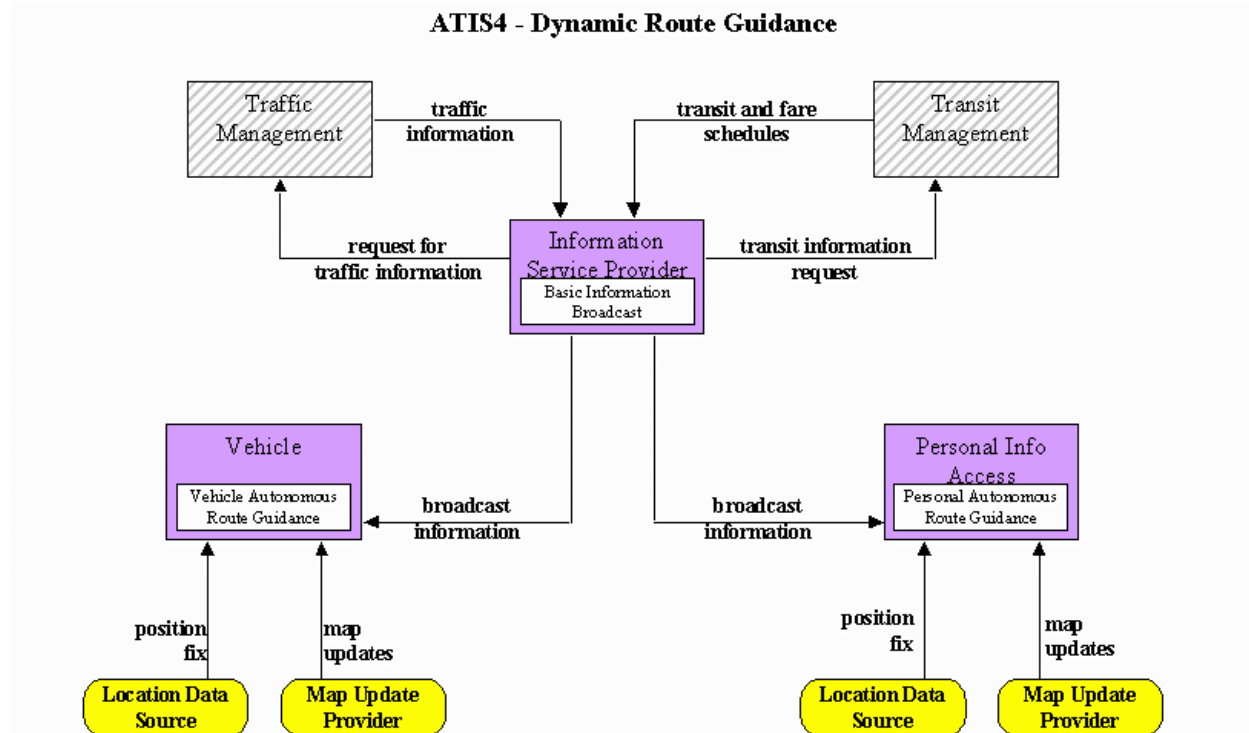 ATIS4 - Dynamic Route Guidance
Traffic
Management
traffic
information
transit and fare
schedules
Transit
Management
request for
traffic information
Information
Service Provider
Basic Information
Broadcast
transit information
request
Vehicle
Vehicle Autonomous
Route Guidance
broadcast
information
broadcast
information
Personal Info
Access
Personal Autonomous
Route Guidance
position
fix
map
updates
position
fix
map
updates
Location Data
Source
Map Update
Provider
Location Data
Source
Map Update
Provider